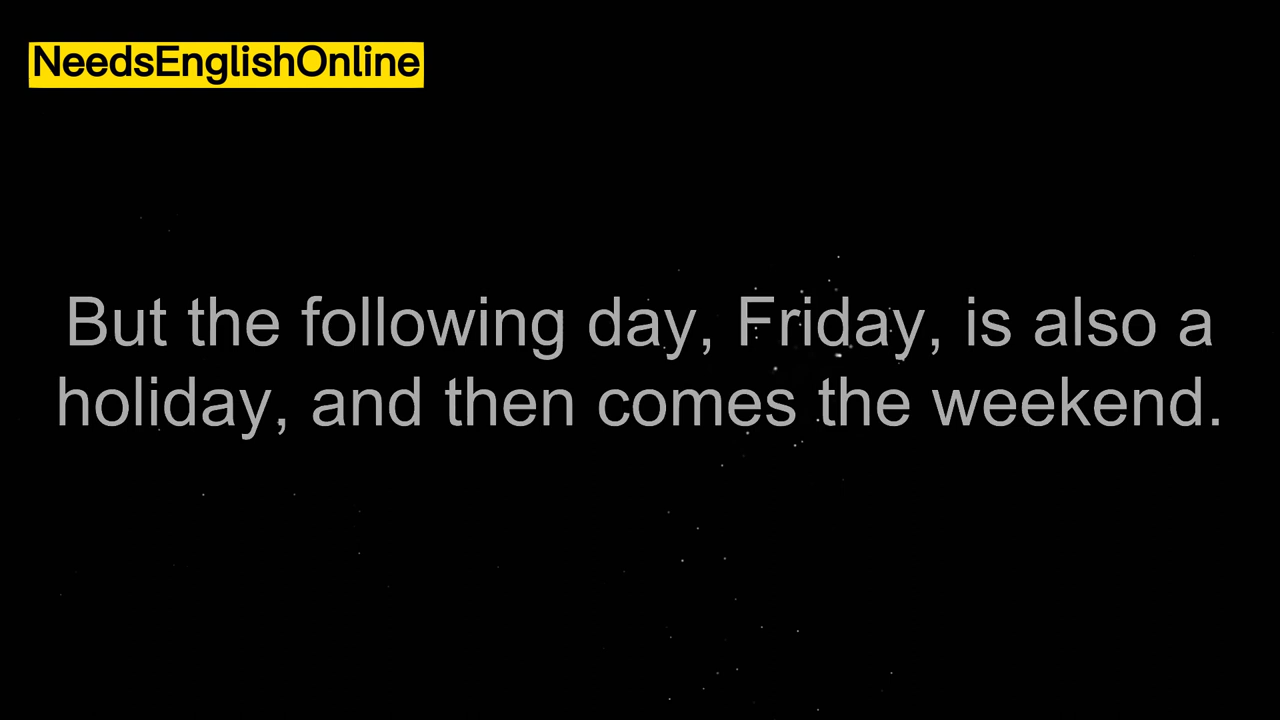 NeedsEnglishOnline
But the following day, Friday, is also a
holiday, and then comes the weekend.